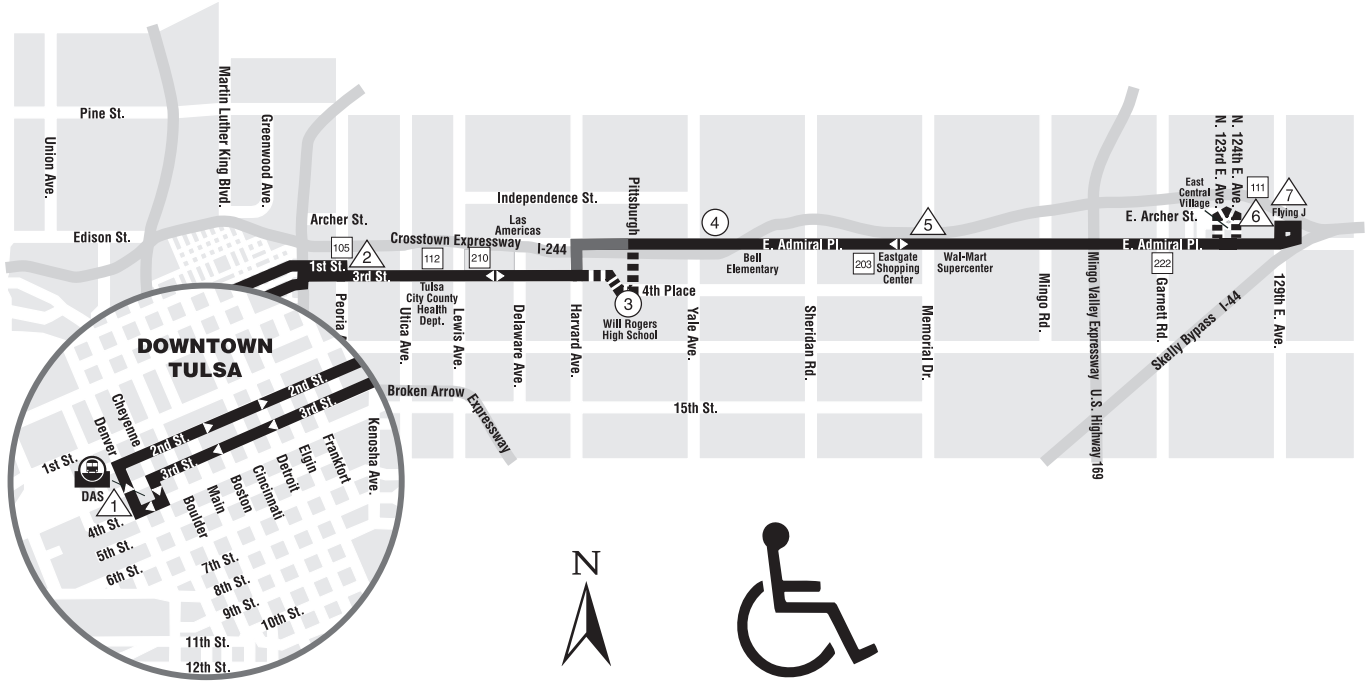 Pine St.
Union Ave.
Martin Luther King Blvd.
Greenwood Ave.
Edison St.
Archer St.
Independence St.
Las
Americas
Crosstown Expressway
I-244
Pittsburgh
105
2
1st St.
3rd St.
112
210
Tulsa
City County
Health
Dept.
Peoria
Utica Ave.
Lewis Ave.
Delaware Ave.
Harvard Ave.
4th Place
3
Will Rogers
High School
Yale Ave.
4
E. Admiral Pl.
Bell
Elementary
Sheridan Rd.
203
5
Eastgate
Shopping
Center
Wal-Mart
Supercenter
Memorial Dr.
Mingo Rd.
Mingo Valley Expressway U.S. Highway 169
E. Admiral Pl.
222
Garnett Rd.
East
Central
Village
E. Archer St.
N. 123rd E. Ave.
N. 124th E. Ave.
111
6
7
Flying J
129th E. Ave.
Skelly Bypass I-44
15th St.
Broken Arrow Expressway
DOWNTOWN
TULSA
2nd St.
3rd St.
2nd St.
3rd St.
Cheyenne
Denver
1st St.
DAS
1
4th St.
5th St.
6th St.
Boulder
Main
Boston
Cincinnati
Detroit
Elgin
Frankfort
Kenosha Ave.
7th St.
8th St.
9th St.
10th St.
11th St.
12th St.
N